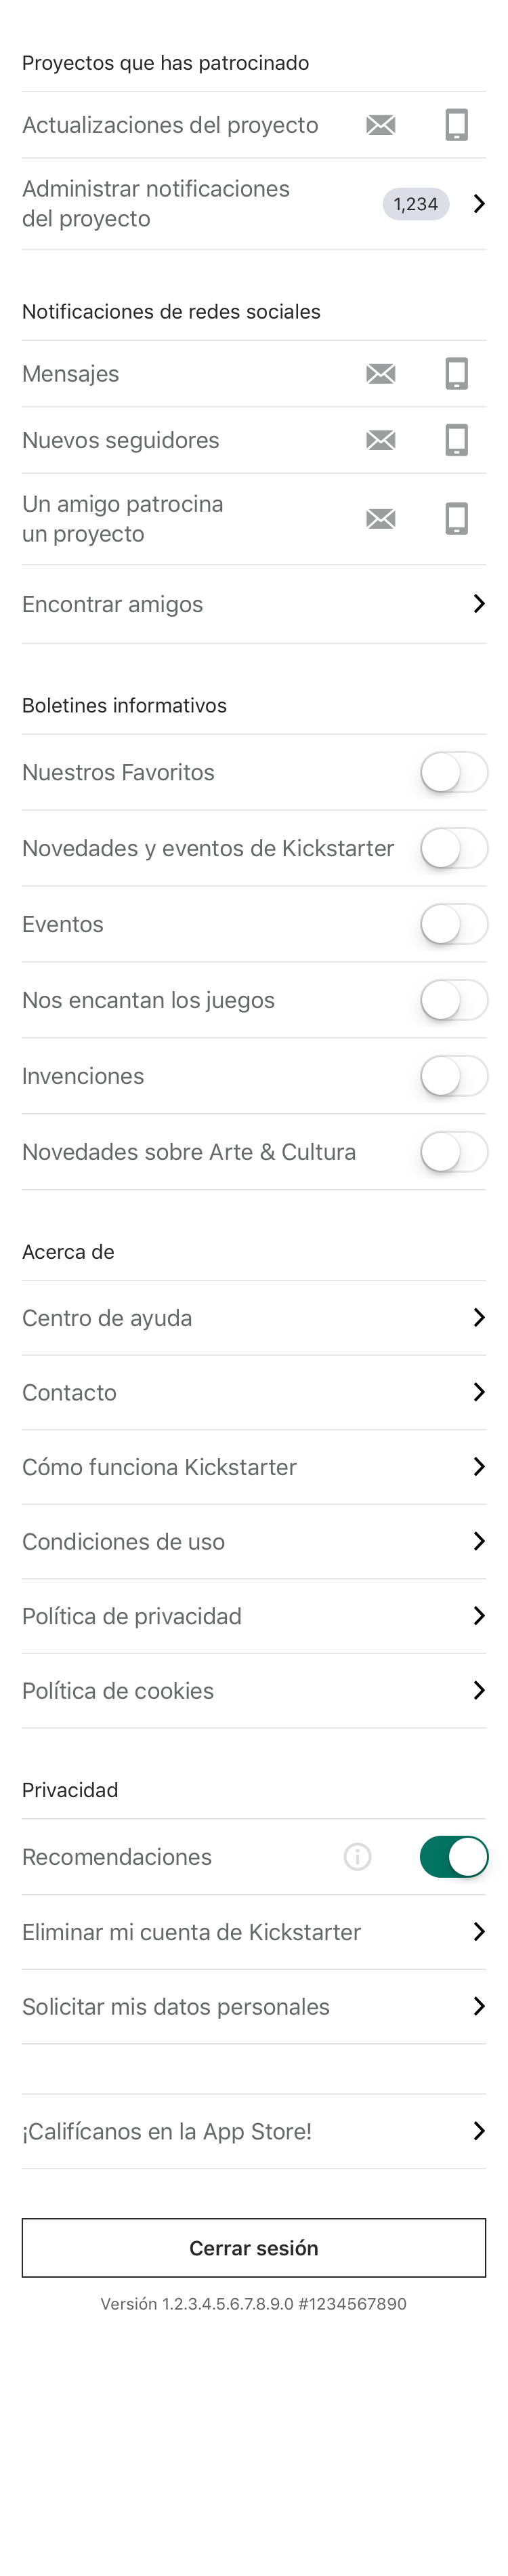 Proyectos que has patrocinado
Actualizaciones del proyecto
Administrar notificaciones
del proyecto
1,234
Notificaciones de redes sociales
Mensajes
Nuevos seguidores
Un amigo patrocina
un proyecto
Encontrar amigos
Boletines informativos
Nuestros Favoritos
Novedades y eventos de Kickstarter
Eventos
Nos encantan los juegos
Invenciones
Novedades sobre Arte & Cultura
Acerca de
Centro de ayuda
Contacto
Cómo funciona Kickstarter
Condiciones de uso
Política de privacidad
Política de cookies
Privacidad
Recomendaciones
Eliminar mi cuenta de Kickstarter
Solicitar mis datos personales
¡Califícanos en la App Store!
Cerrar sesión
Versión 1.2.3.4.5.6.7.8.9.0 #1234567890